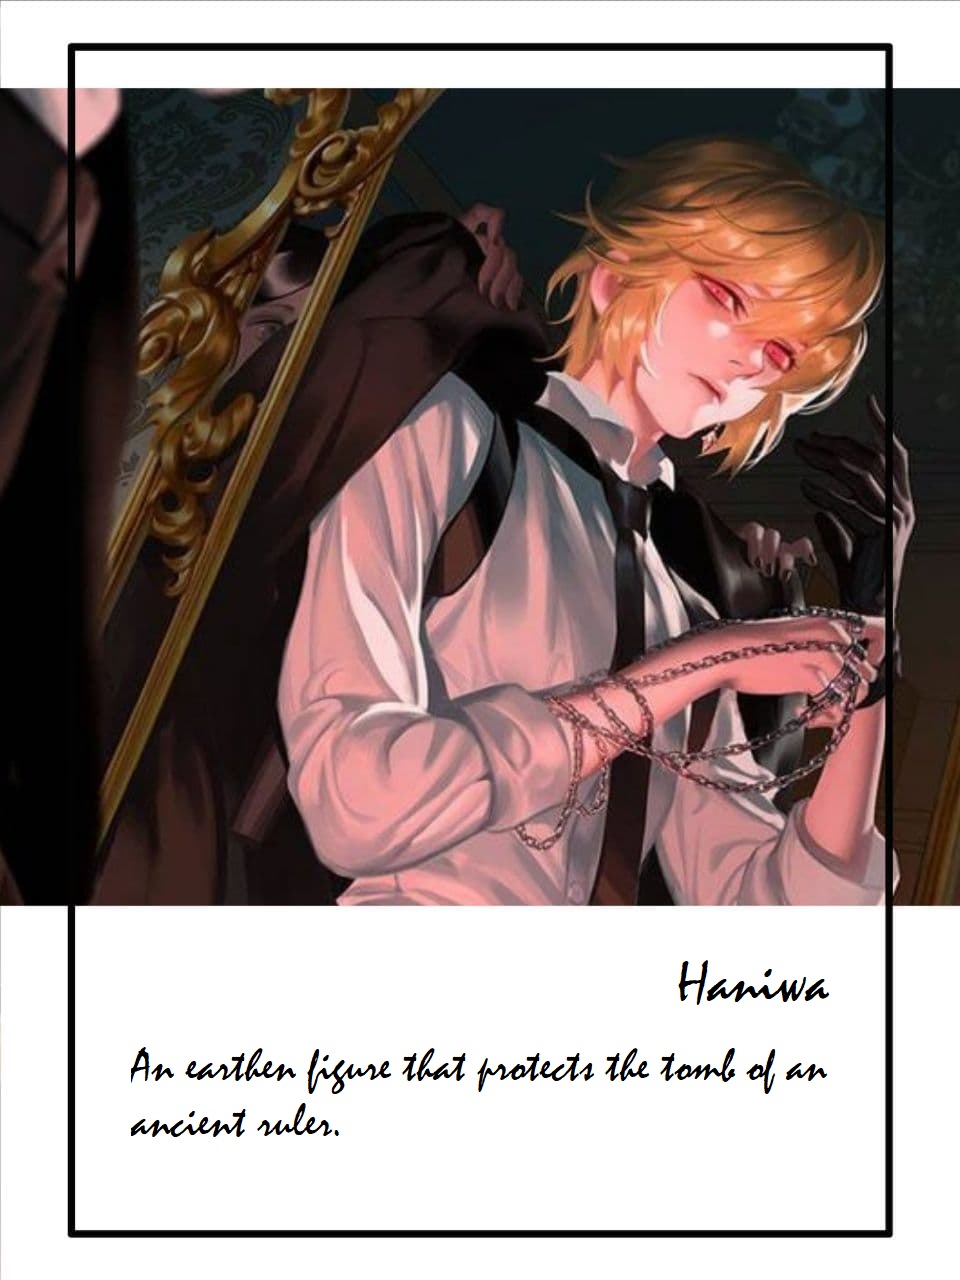 Haniwa
An earthen figure that protects the tomb of an
ancient ruler.